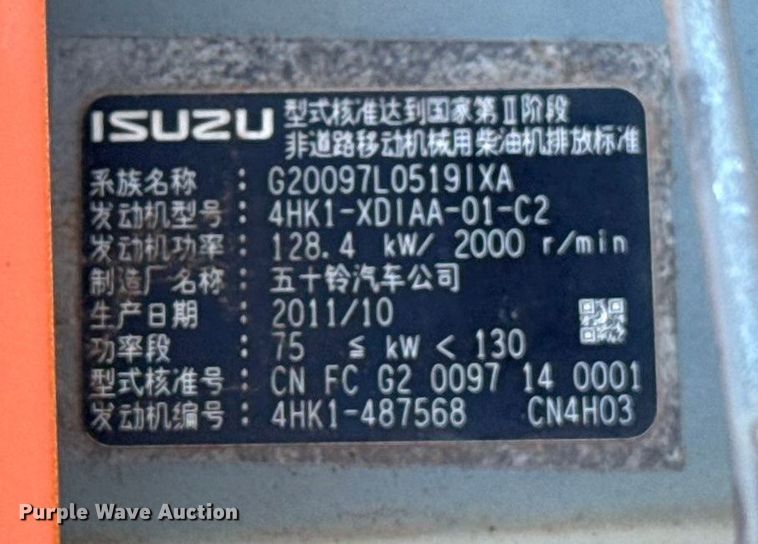 ISUZU
型式核准达到国家第Ⅱ阶段
非道路移动机械用柴油机排放标准
系族名称 : G20097L0519IXA
发动机型号 : 4HK1-XDIAA-01-C2
发动机功率 : 128.4 kW/ 2000 r/min
制造厂名称 : 五十铃汽车公司
生产日期 : 2011/10
功率段 : 75 ≦ kW < 130
型式核准号 : CN FC G2 0097 14 0001
发动机编号 : 4HK1-487568 CN4H03
Purple Wave Auction